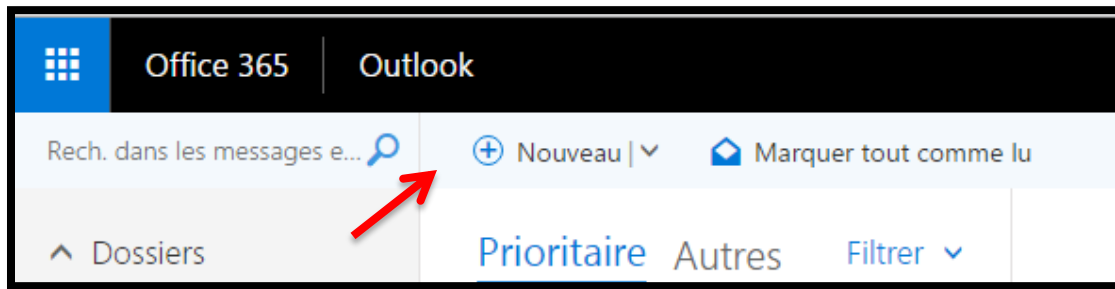 Office 365 Outlook
Rech. dans les messages e... Nouveau | Marquer tout comme lu
Dossiers Prioritaire Autres Filtrer